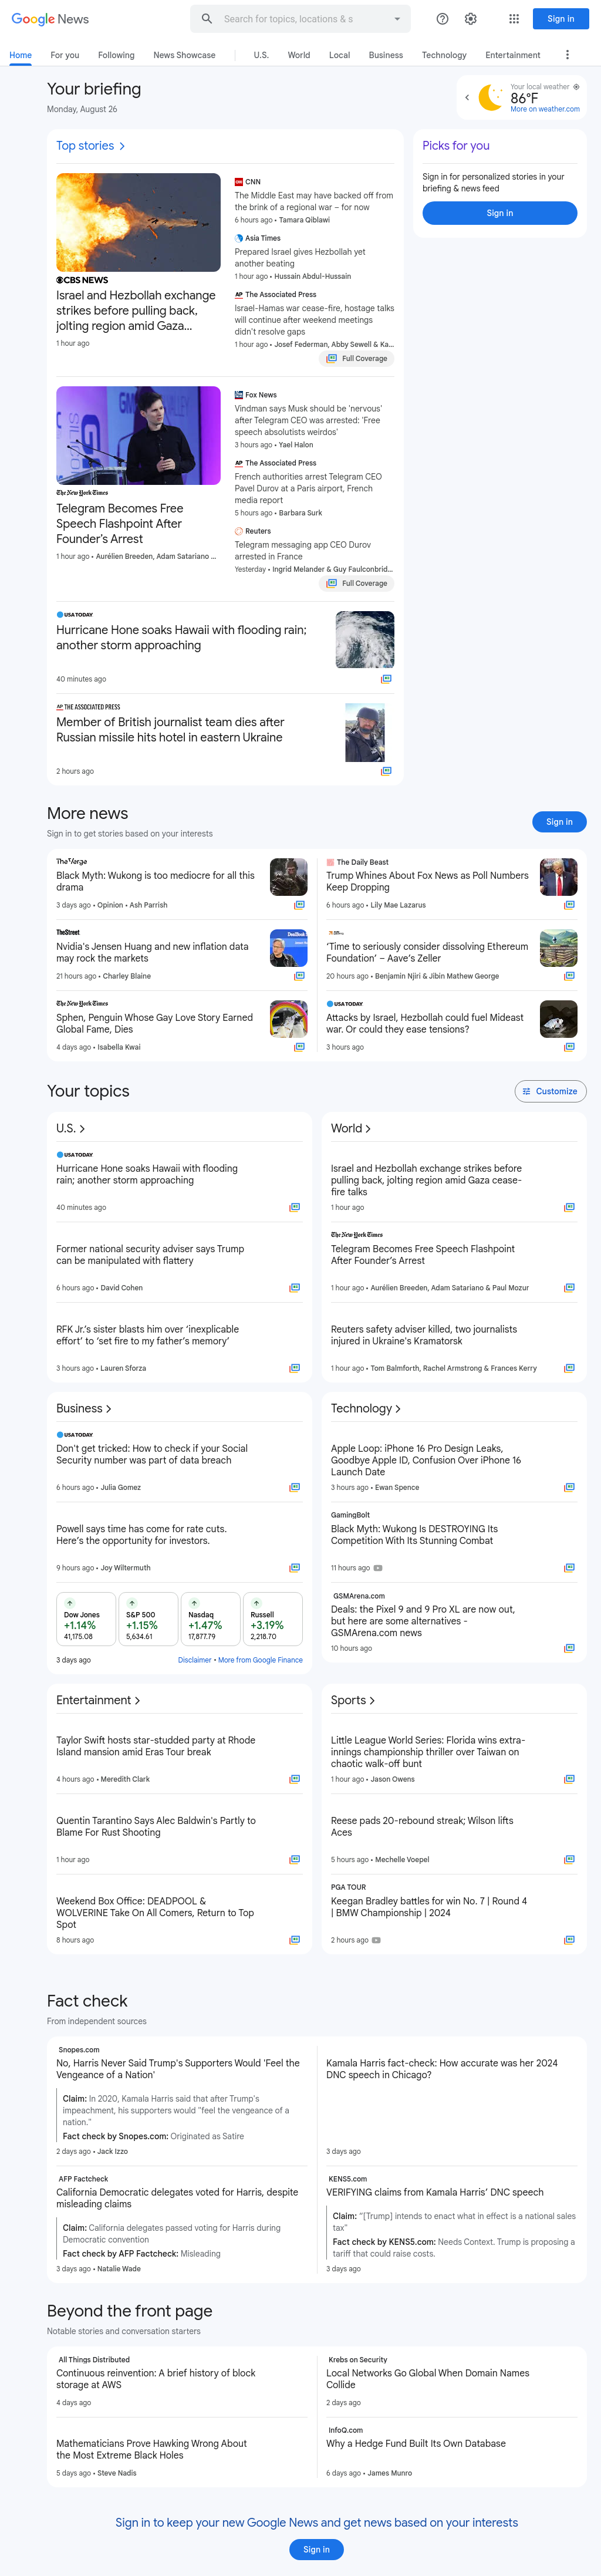 Google News
Search for topics, locations & s
Sign in
Home
For you
Following
News Showcase
U.S.
World
Local
Business
Technology
Entertainment
Your briefing
Monday, August 26
Your local weather
86°F
More on weather.com
Top stories
CBS NEWS
Israel and Hezbollah exchange
strikes before pulling back,
jolting region amid Gaza...
1 hour ago
CNN
The Middle East may have backed off from
the brink of a regional war – for now
6 hours ago • Tamara Qiblawi
Asia Times
Prepared Israel gives Hezbollah yet
another beating
1 hour ago • Hussain Abdul-Hussain
AP The Associated Press
Israel-Hamas war cease-fire, hostage talks
will continue after weekend meetings
didn't resolve gaps
1 hour ago • Josef Federman, Abby Sewell & Ka...
Full Coverage
Picks for you
Sign in for personalized stories in your
briefing & news feed
Sign in
The New York Times
Telegram Becomes Free
Speech Flashpoint After
Founder's Arrest
1 hour ago • Aurélien Breeden, Adam Satariano ...
Fox News
Vindman says Musk should be 'nervous'
after Telegram CEO was arrested: 'Free
speech absolutists weirdos'
3 hours ago • Yael Halon
AP The Associated Press
French authorities arrest Telegram CEO
Pavel Durov at a Paris airport, French
media report
5 hours ago • Barbara Surk
Reuters
Telegram messaging app CEO Durov
arrested in France
Yesterday • Ingrid Melander & Guy Faulconbrid...
Full Coverage
USA TODAY
Hurricane Hone soaks Hawaii with flooding rain;
another storm approaching
40 minutes ago
AP THE ASSOCIATED PRESS
Member of British journalist team dies after
Russian missile hits hotel in eastern Ukraine
2 hours ago
More news
Sign in to get stories based on your interests
Sign in
The Verge
Black Myth: Wukong is too mediocre for all this
drama
3 days ago • Opinion • Ash Parrish
The Daily Beast
Trump Whines About Fox News as Poll Numbers
Keep Dropping
6 hours ago • Lily Mae Lazarus
TheStreet
Nvidia's Jensen Huang and new inflation data
may rock the markets
21 hours ago • Charley Blaine
'Time to seriously consider dissolving Ethereum
Foundation' – Aave's Zeller
20 hours ago • Benjamin Njiri & Jibin Mathew George
The New York Times
Sphen, Penguin Whose Gay Love Story Earned
Global Fame, Dies
4 days ago • Isabella Kwai
USA TODAY
Attacks by Israel, Hezbollah could fuel Mideast
war. Or could they ease tensions?
3 hours ago
Your topics
Customize
U.S.
USA TODAY
Hurricane Hone soaks Hawaii with flooding
rain; another storm approaching
40 minutes ago
Former national security adviser says Trump
can be manipulated with flattery
6 hours ago • David Cohen
RFK Jr.'s sister blasts him over 'inexplicable
effort' to 'set fire to my father's memory'
3 hours ago • Lauren Sforza
World
Israel and Hezbollah exchange strikes before
pulling back, jolting region amid Gaza cease-
fire talks
1 hour ago
The New York Times
Telegram Becomes Free Speech Flashpoint
After Founder's Arrest
1 hour ago • Aurélien Breeden, Adam Satariano & Paul Mozur
Reuters safety adviser killed, two journalists
injured in Ukraine's Kramatorsk
1 hour ago • Tom Balmforth, Rachel Armstrong & Frances Kerry
Business
USA TODAY
Don't get tricked: How to check if your Social
Security number was part of data breach
6 hours ago • Julia Gomez
Powell says time has come for rate cuts.
Here's the opportunity for investors.
9 hours ago • Joy Wiltermuth
Dow Jones
+1.14%
41,175.08
S&P 500
+1.15%
5,634.61
Nasdaq
+1.47%
17,877.79
Russell
+3.19%
2,218.70
3 days ago
Disclaimer • More from Google Finance
Technology
Apple Loop: iPhone 16 Pro Design Leaks,
Goodbye Apple ID, Confusion Over iPhone 16
Launch Date
3 hours ago • Ewan Spence
GamingBolt
Black Myth: Wukong Is DESTROYING Its
Competition With Its Stunning Combat
11 hours ago
GSMArena.com
Deals: the Pixel 9 and 9 Pro XL are now out,
but here are some alternatives -
GSMArena.com news
10 hours ago
Entertainment
Taylor Swift hosts star-studded party at Rhode
Island mansion amid Eras Tour break
4 hours ago • Meredith Clark
Quentin Tarantino Says Alec Baldwin's Partly to
Blame For Rust Shooting
1 hour ago
Weekend Box Office: DEADPOOL &
WOLVERINE Take On All Comers, Return to Top
Spot
8 hours ago
Sports
Little League World Series: Florida wins extra-
innings championship thriller over Taiwan on
chaotic walk-off bunt
1 hour ago • Jason Owens
Reese pads 20-rebound streak; Wilson lifts
Aces
5 hours ago • Mechelle Voepel
PGA TOUR
Keegan Bradley battles for win No. 7 | Round 4
| BMW Championship | 2024
2 hours ago
Fact check
From independent sources
Snopes.com
No, Harris Never Said Trump's Supporters Would 'Feel the
Vengeance of a Nation'
Claim: In 2020, Kamala Harris said that after Trump's
impeachment, his supporters would "feel the vengeance of a
nation."
Fact check by Snopes.com: Originated as Satire
2 days ago • Jack Izzo
Kamala Harris fact-check: How accurate was her 2024
DNC speech in Chicago?
3 days ago
AFP Factcheck
California Democratic delegates voted for Harris, despite
misleading claims
Claim: California delegates passed voting for Harris during
Democratic convention
Fact check by AFP Factcheck: Misleading
3 days ago • Natalie Wade
KENS5.com
VERIFYING claims from Kamala Harris' DNC speech
Claim: "[Trump] intends to enact what in effect is a national sales
tax"
Fact check by KENS5.com: Needs Context. Trump is proposing a
tariff that could raise costs.
3 days ago
Beyond the front page
Notable stories and conversation starters
All Things Distributed
Continuous reinvention: A brief history of block
storage at AWS
4 days ago
Krebs on Security
Local Networks Go Global When Domain Names
Collide
2 days ago
Mathematicians Prove Hawking Wrong About
the Most Extreme Black Holes
5 days ago • Steve Nadis
InfoQ.com
Why a Hedge Fund Built Its Own Database
6 days ago • James Munro
Sign in to keep your new Google News and get news based on your interests
Sign in